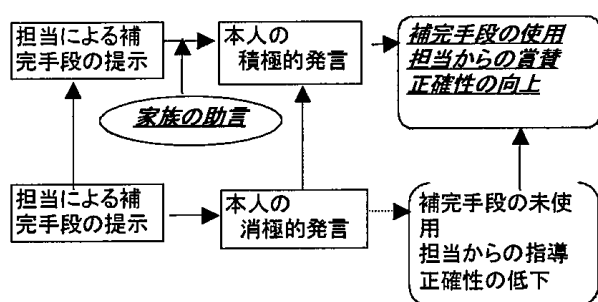 担当による補
完手段の提示
本人の
積極的発言
補完手段の使用
担当からの賞賛
正確性の向上
家族の助言
担当による補
完手段の提示
本人の
消極的発言
補完手段の未使
用
担当からの指導
正確性の低下